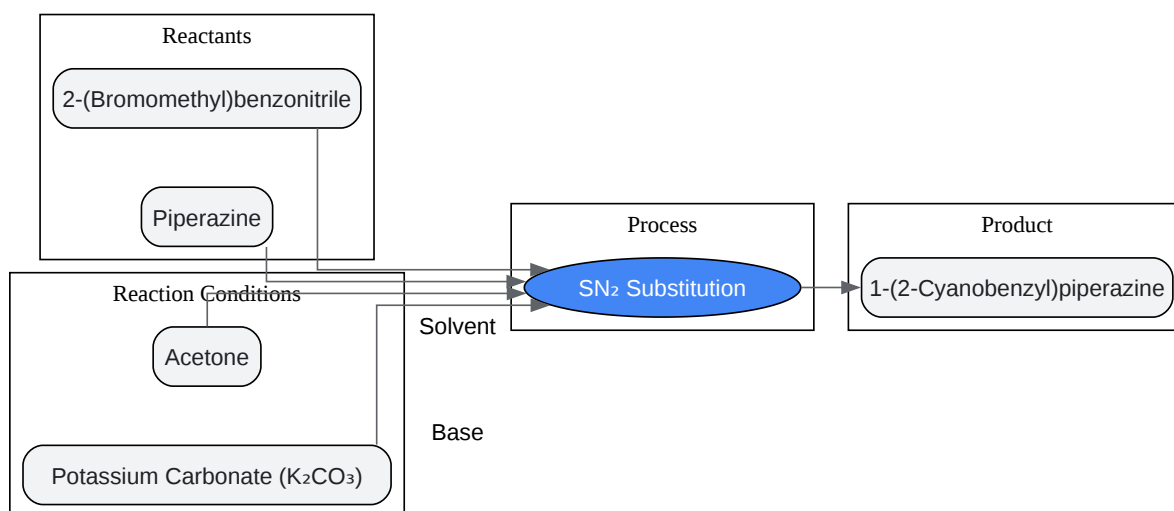 Reactants
2-(Bromomethyl)benzonitrile
Piperazine
Reaction Conditions
Acetone
Potassium Carbonate (K₂CO₃)
Solvent
Base
Process
SN₂ Substitution
Product
1-(2-Cyanobenzyl)piperazine